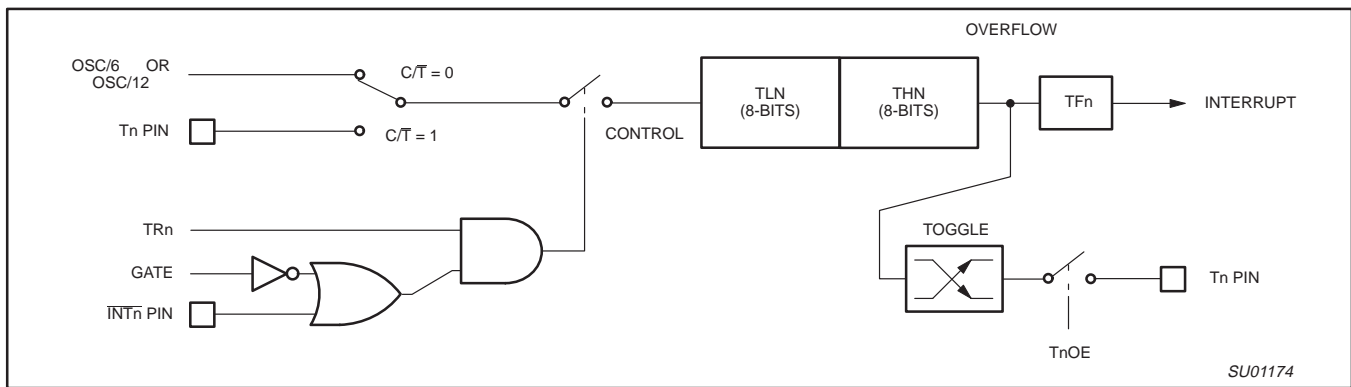 OVERFLOW
OSC/6 OR
OSC/12
C/T̅ = 0
TLN
(8-BITS)
THN
(8-BITS)
TFn
INTERRUPT
Tn PIN
C/T̅ = 1
CONTROL
TRn
TOGGLE
GATE
Tn PIN
I̅N̅T̅n̅ PIN
TnOE
SU01174